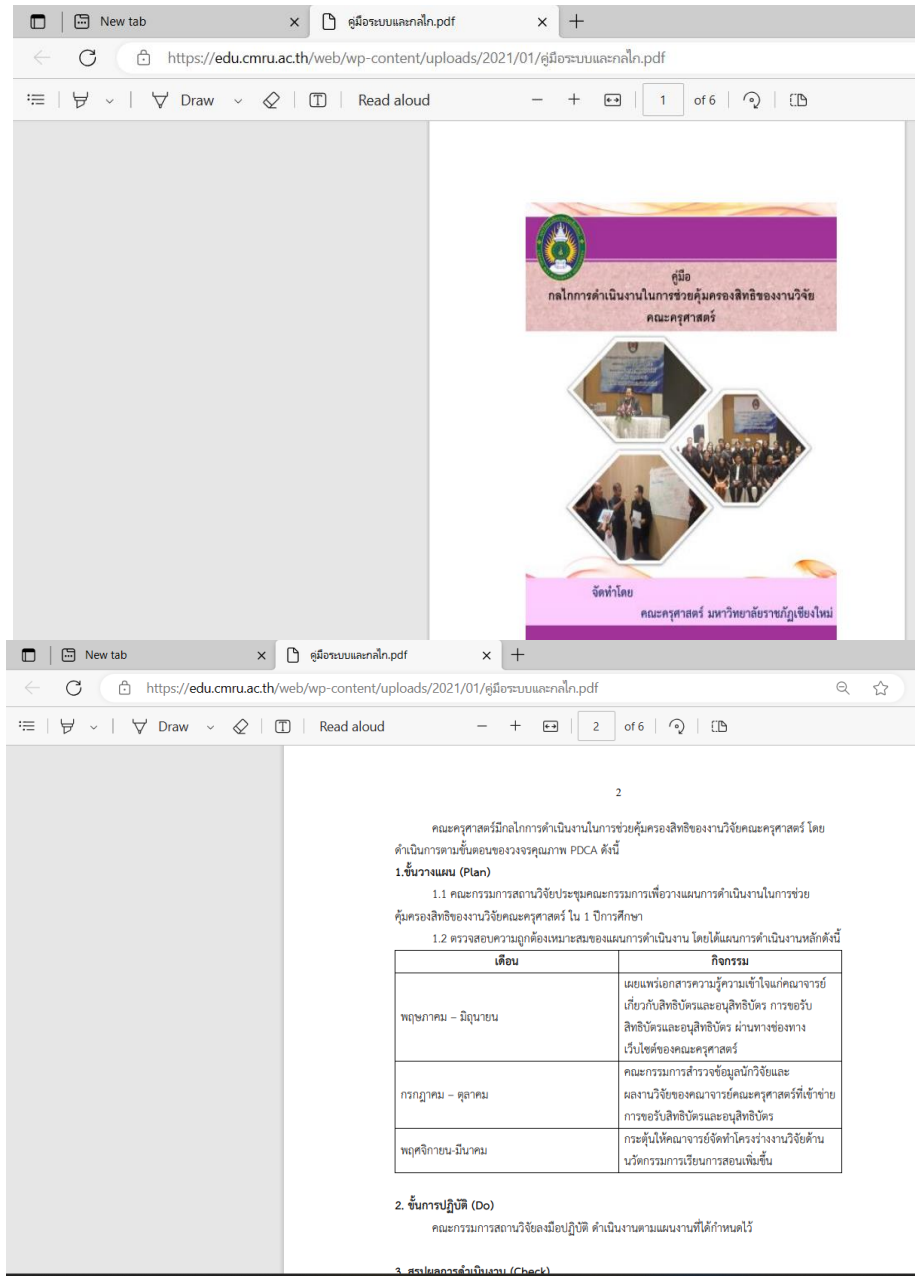 New tab
คู่มือระบบและกลไก.pdf
https://edu.cmru.ac.th/web/wp-content/uploads/2021/01/คู่มือระบบและกลไก.pdf
Draw
Read aloud
1 of 6
คู่มือ
กลไกการดำเนินงานในการช่วยคุ้มครองสิทธิของงานวิจัย
คณะครุศาสตร์
จัดทำโดย
คณะครุศาสตร์ มหาวิทยาลัยราชภัฏเชียงใหม่
New tab
คู่มือระบบและกลไก.pdf
https://edu.cmru.ac.th/web/wp-content/uploads/2021/01/คู่มือระบบและกลไก.pdf
Draw
Read aloud
2 of 6
2
คณะครุศาสตร์มีกลไกการดำเนินงานในการช่วยคุ้มครองสิทธิของงานวิจัยคณะครุศาสตร์ โดย
ดำเนินการตามขั้นตอนของวงจรคุณภาพ PDCA ดังนี้
1.ขั้นวางแผน (Plan)
1.1 คณะกรรมการสถานวิจัยประชุมคณะกรรมการเพื่อวางแผนการดำเนินงานในการช่วย
คุ้มครองสิทธิของงานวิจัยคณะครุศาสตร์ ใน 1 ปีการศึกษา
1.2 ตรวจสอบความถูกต้องเหมาะสมของแผนการดำเนินงาน โดยได้แผนการดำเนินงานหลักดังนี้
เดือน
กิจกรรม
พฤษภาคม – มิถุนายน
เผยแพร่เอกสารความรู้ความเข้าใจแก่คณาจารย์
เกี่ยวกับสิทธิบัตรและอนุสิทธิบัตร การขอรับ
สิทธิบัตรและอนุสิทธิบัตร ผ่านทางช่องทาง
เว็บไซต์ของคณะครุศาสตร์
กรกฎาคม – ตุลาคม
คณะกรรมการสำรวจข้อมูลนักวิจัยและ
ผลงานวิจัยของคณาจารย์คณะครุศาสตร์ที่เข้าข่าย
การขอรับสิทธิบัตรและอนุสิทธิบัตร
พฤศจิกายน-มีนาคม
กระตุ้นให้คณาจารย์จัดทำโครงร่างงานวิจัยด้าน
นวัตกรรมการเรียนการสอนเพิ่มขึ้น
2. ขั้นการปฏิบัติ (Do)
คณะกรรมการสถานวิจัยลงมือปฏิบัติ ดำเนินงานตามแผนงานที่ได้กำหนดไว้
3. สรุปผลการดำเนินงาน (Check)